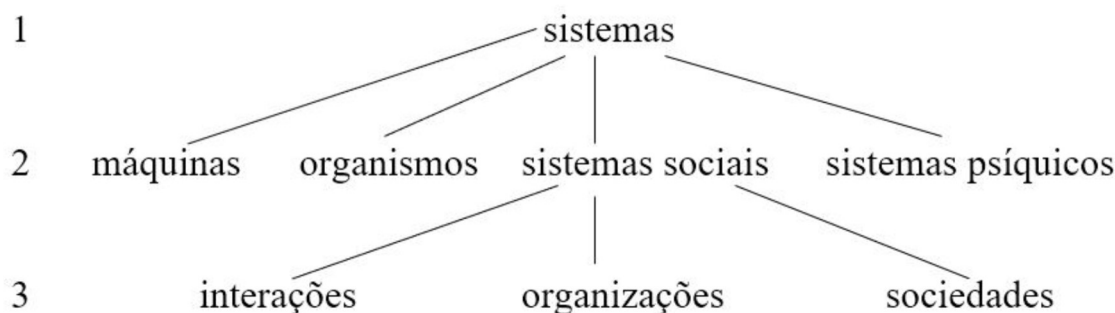 1 sistemas
2 máquinas organismos sistemas sociais sistemas psíquicos
3 interações organizações sociedades